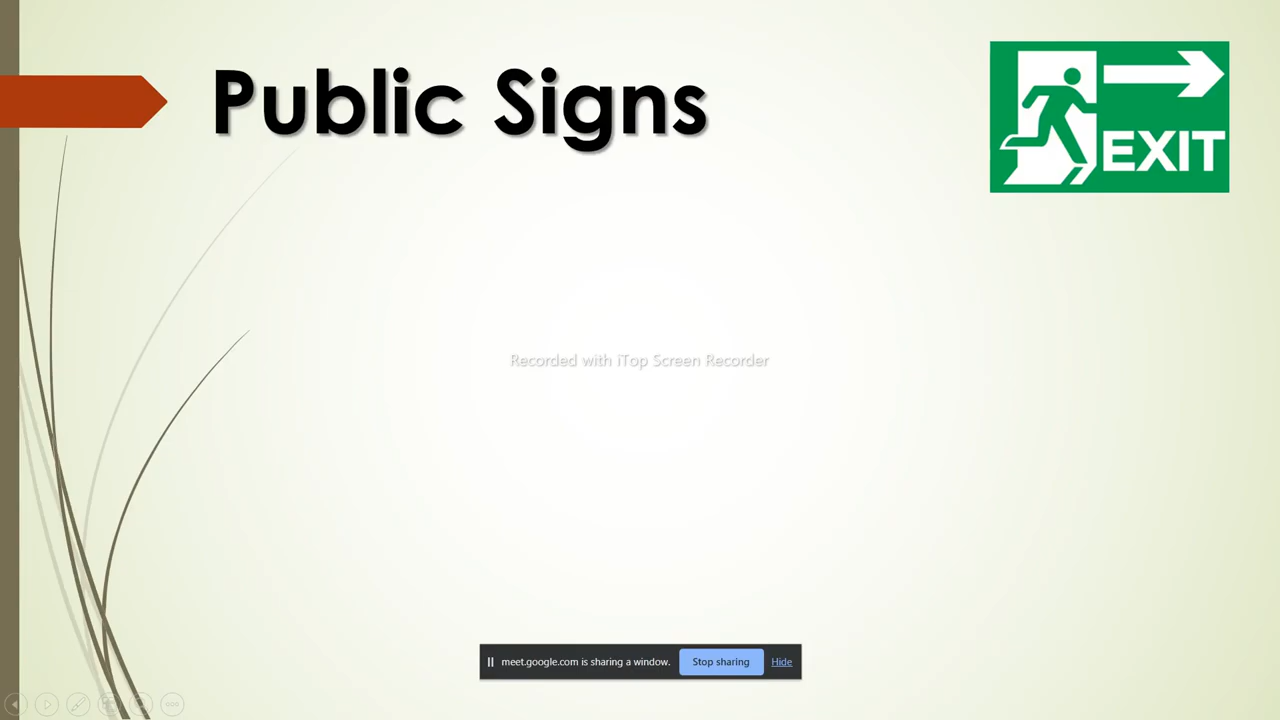 Public Signs
EXIT
Recorded with iTop Screen Recorder
meet.google.com is sharing a window.
Stop sharing
Hide